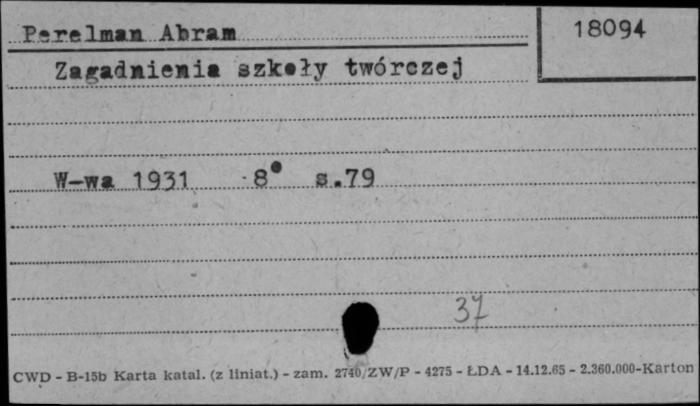 Perelman Abram
18094
Zagadnienia szkoły twórczej
W-wa 1931 8° s.79
37
CWD - B-15b Karta katal. (z liniat.) - zam. 2740/ZW/P - 4275 - ŁDA - 14.12.65 - 2.360.000-Karton